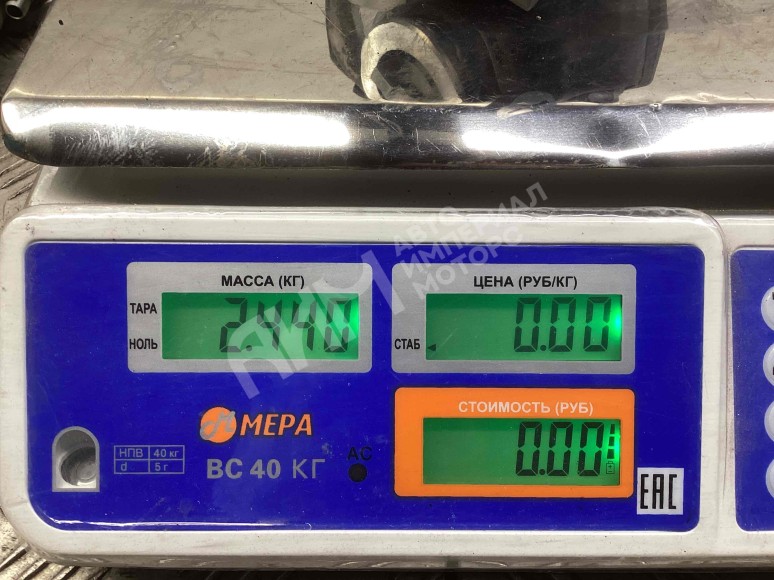 МАССА (КГ)
ЦЕНА (РУБ/КГ)
ТАРА
НОЛЬ
2.440
СТАБ
0.00
СТОИМОСТЬ (РУБ)
0.00
МЕРА
ВС 40 КГ
АС
НПВ 40 кг
d 5 г
ЕАС
АВТО
ИМПЕРИАЛ
МОТОРС